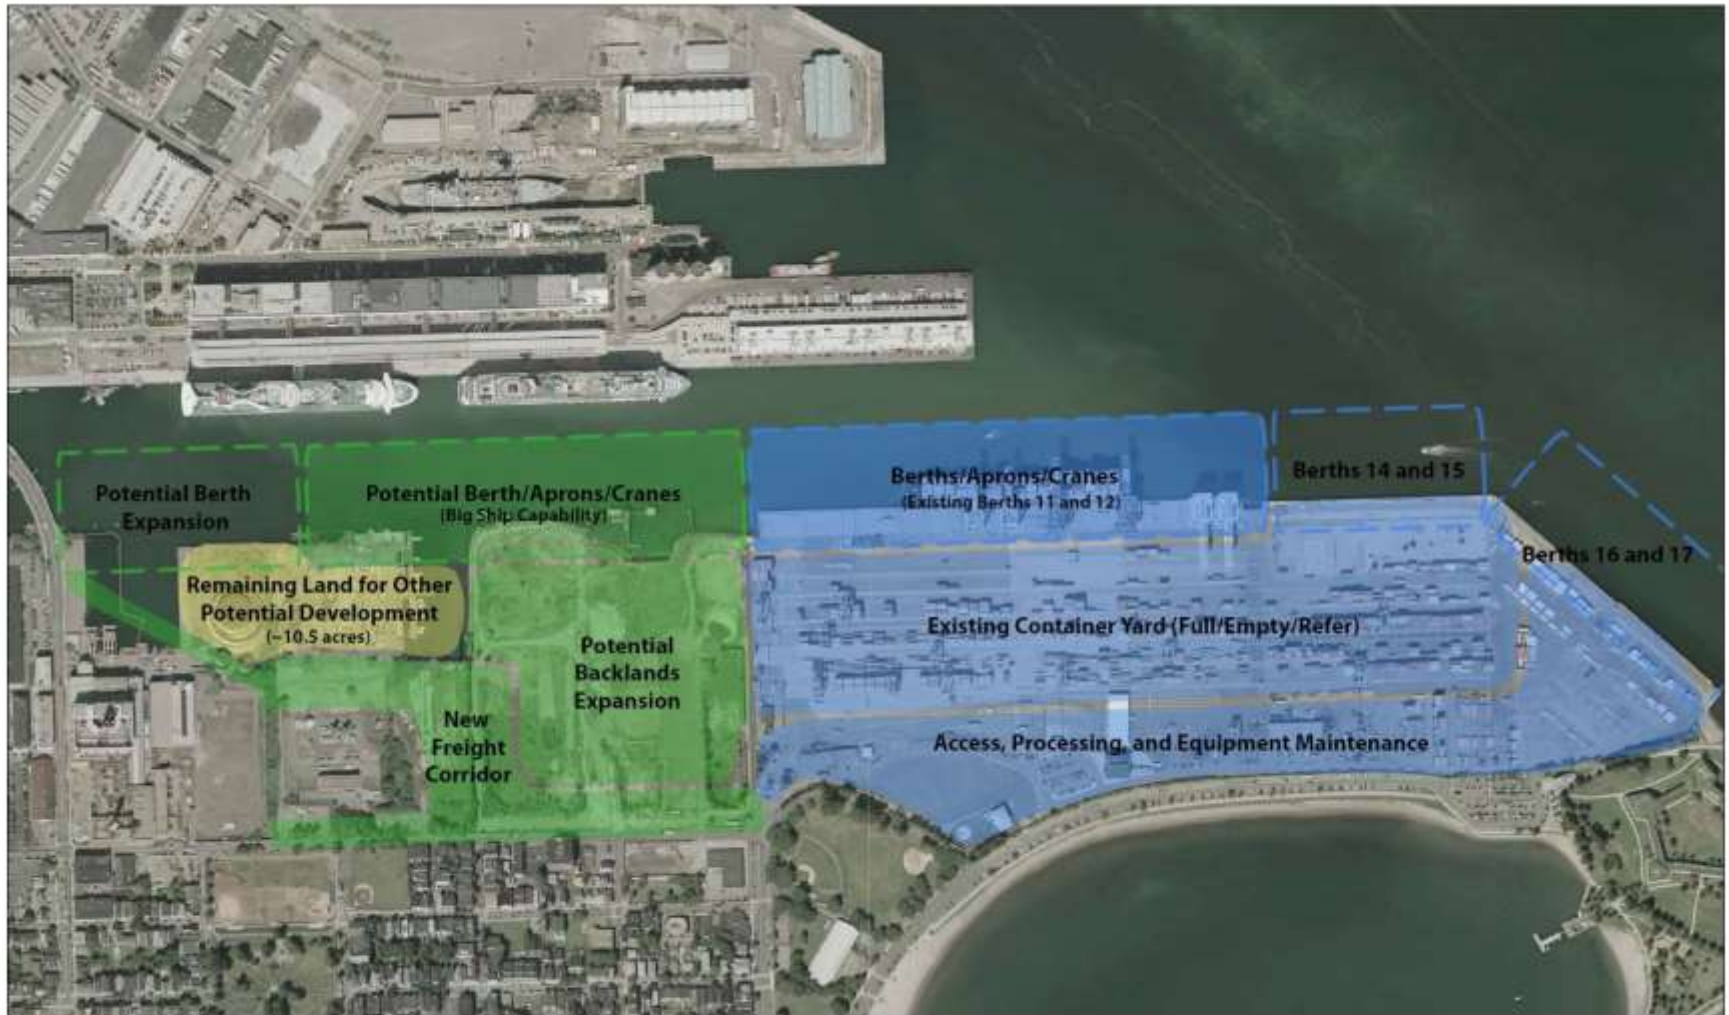 Potential Berth
Expansion
Potential Berth/Aprons/Cranes
(Big Ship Capability)
Berths/Aprons/Cranes
(Existing Berths 11 and 12)
Berths 14 and 15
Berths 16 and 17
Remaining Land for Other
Potential Development
(~10.5 acres)
Potential
Backlands
Expansion
Existing Container Yard (Full/Empty/Refer)
New
Freight
Corridor
Access, Processing, and Equipment Maintenance